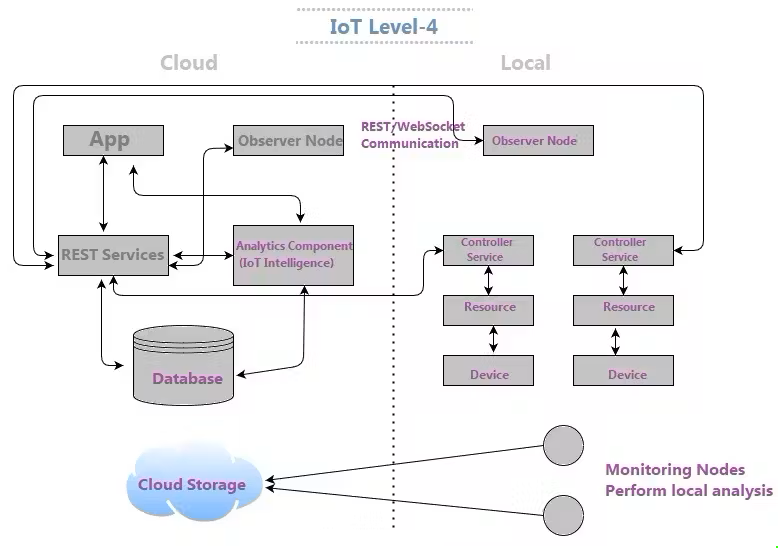 IoT Level-4
Cloud
Local
App
Observer Node
REST/WebSocket
Communication
Observer Node
REST Services
Analytics Component
(IoT Intelligence)
Controller
Service
Controller
Service
Resource
Resource
Database
Device
Device
Cloud Storage
Monitoring Nodes
Perform local analysis